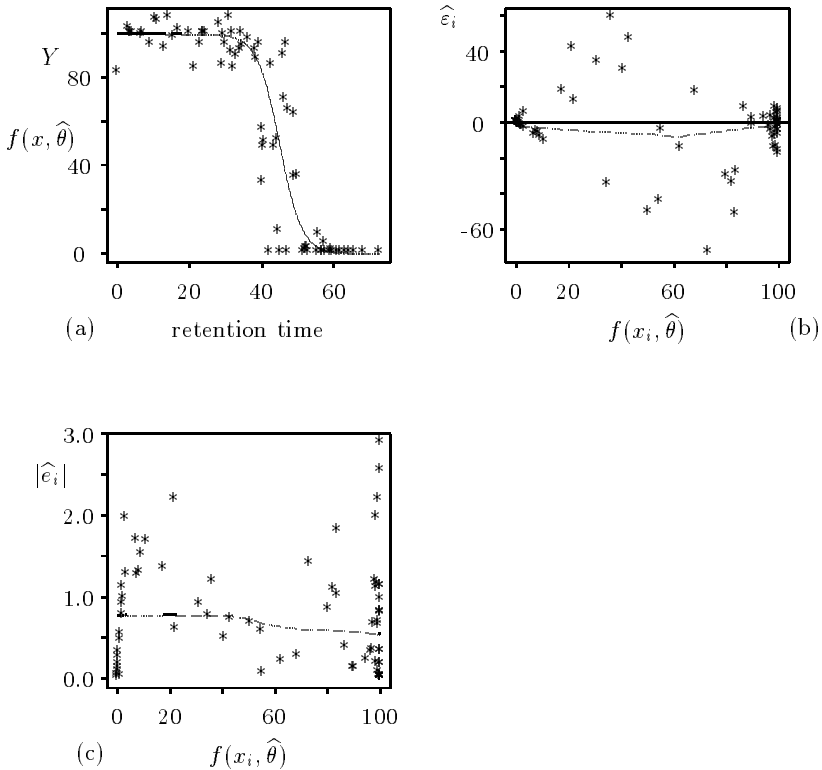 Y
80
f(x, θ̂)
40
0
0 20 40 60
(a) retention time
ε̂ᵢ
40
0
-60
0 20 60 100
f(xᵢ, θ̂) (b)
3.0
|êᵢ|
2.0
1.0
0.0
0 20 60 100
(c) f(xᵢ, θ̂)